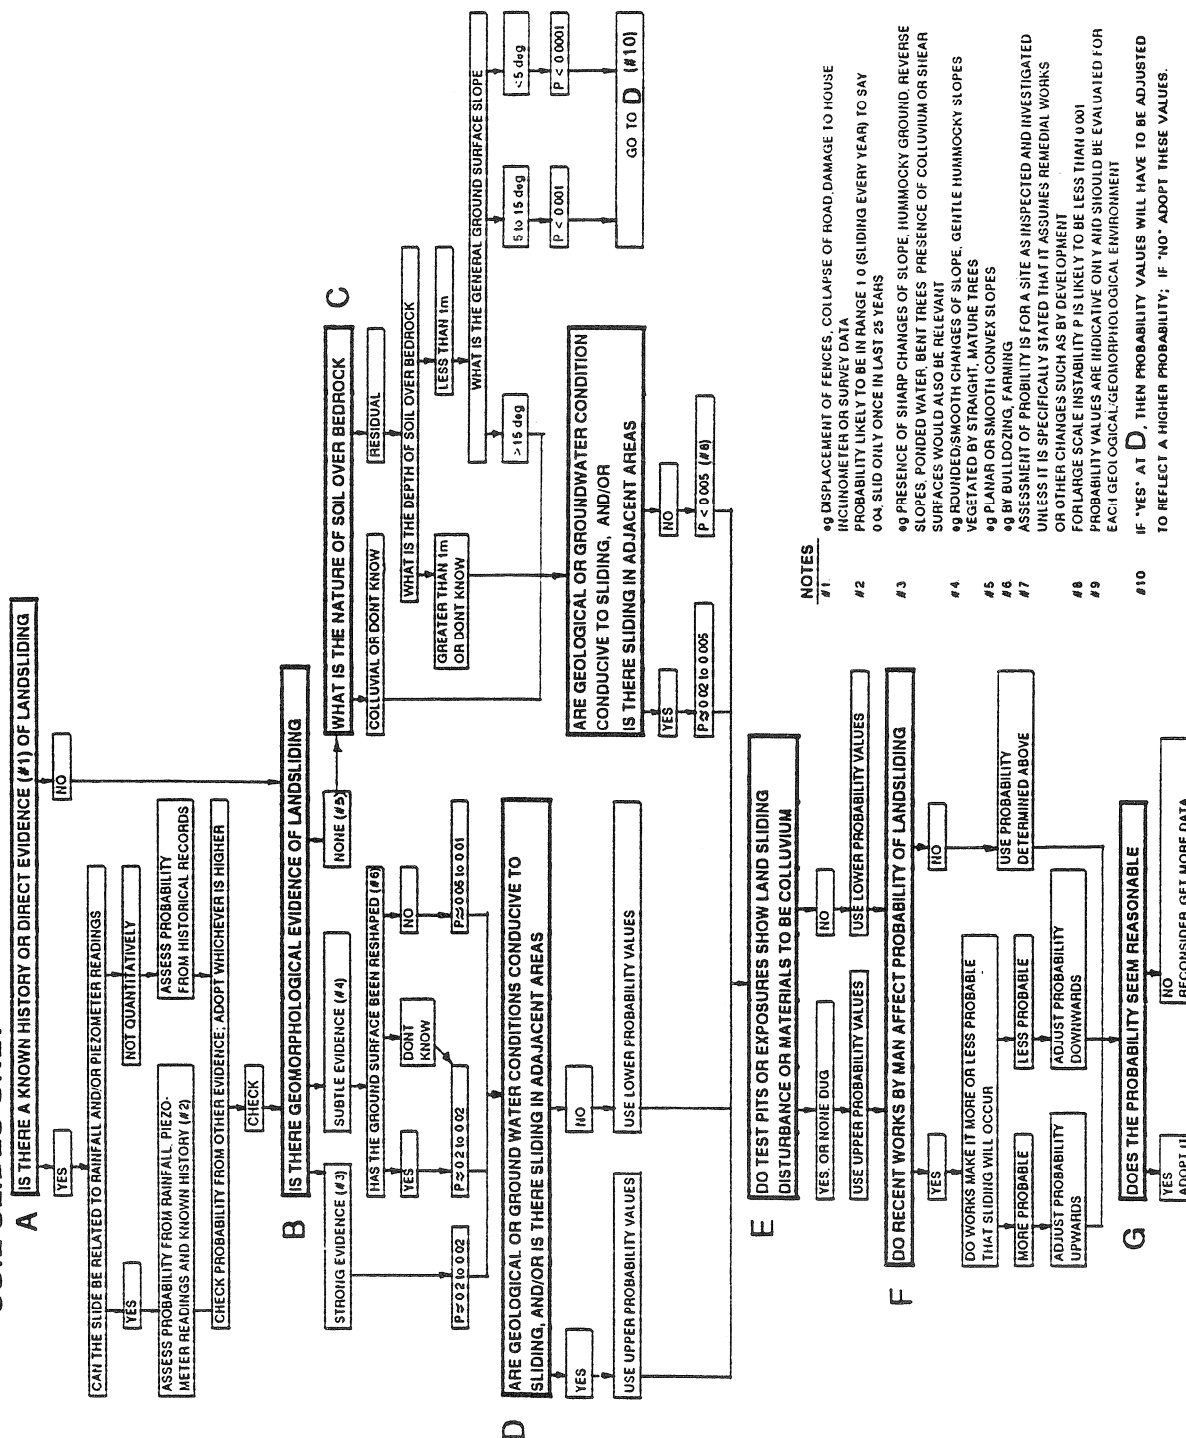 A
IS THERE A KNOWN HISTORY OR DIRECT EVIDENCE (#1) OF LANDSLIDING
YES
NO
CAN THE SLIDE BE RELATED TO RAINFALL AND/OR PIEZOMETER READINGS
YES
NOT QUANTITATIVELY
ASSESS PROBABILITY FROM RAINFALL, PIEZO-
METER READINGS AND KNOWN HISTORY (#2)
ASSESS PROBABILITY
FROM HISTORICAL RECORDS
CHECK PROBABILITY FROM OTHER EVIDENCE; ADOPT WHICHEVER IS HIGHER
CHECK
B
IS THERE GEOMORPHOLOGICAL EVIDENCE OF LANDSLIDING
STRONG EVIDENCE (#3)
SUBTLE EVIDENCE (#4)
NONE (#5)
HAS THE GROUND SURFACE BEEN RESHAPED (#6)
YES
DONT
KNOW
NO
P ≈ 0.2 to 0.02
P ≈ 0.2 to 0.02
P ≈ 0.05 to 0.01
C
WHAT IS THE NATURE OF SOIL OVER BEDROCK
COLLUVIAL OR DONT KNOW
RESIDUAL
WHAT IS THE DEPTH OF SOIL OVER BEDROCK
GREATER THAN 1m
OR DONT KNOW
LESS THAN 1m
WHAT IS THE GENERAL GROUND SURFACE SLOPE
>15 deg
5 to 15 deg
<5 deg
P < 0.001
P < 0.0001
GO TO D (#10)
ARE GEOLOGICAL OR GROUNDWATER CONDITION
CONDUCIVE TO SLIDING, AND/OR
IS THERE SLIDING IN ADJACENT AREAS
YES
NO
P ≈ 0.02 to 0.005
P < 0.005 (#8)
D
ARE GEOLOGICAL OR GROUND WATER CONDITIONS CONDUCIVE TO
SLIDING, AND/OR IS THERE SLIDING IN ADAJACENT AREAS
YES
NO
USE UPPER PROBABILITY VALUES
USE LOWER PROBABILITY VALUES
E
DO TEST PITS OR EXPOSURES SHOW LAND SLIDING
DISTURBANCE OR MATERIALS TO BE COLLUVIUM
YES, OR NONE DUG
NO
USE UPPER PROBABILITY VALUES
USE LOWER PROBABILITY VALUES
F
DO RECENT WORKS BY MAN AFFECT PROBABILITY OF LANDSLIDING
YES
NO
DO WORKS MAKE IT MORE OR LESS PROBABLE
THAT SLIDING WILL OCCUR
MORE PROBABLE
LESS PROBABLE
USE PROBABILITY
DETERMINED ABOVE
ADJUST PROBABILITY
UPWARDS
ADJUST PROBABILITY
DOWNWARDS
G
DOES THE PROBABILITY SEEM REASONABLE
YES
ADOPT IT
NO
RECONSIDER GET MORE DATA
NOTES
#1. eg DISPLACEMENT OF FENCES, COLLAPSE OF ROAD, DAMAGE TO HOUSE
INCLINOMETER OR SURVEY DATA
#2 PROBABILITY LIKELY TO BE IN RANGE 1 0 (SLIDING EVERY YEAR) TO SAY
0 04, SLID ONLY ONCE IN LAST 25 YEARS
#3 eg PRESENCE OF SHARP CHANGES OF SLOPE, HUMMOCKY GROUND, REVERSE
SLOPES, PONDED WATER, BENT TREES PRESENCE OF COLLUVIUM OR SHEAR
SURFACES WOULD ALSO BE RELEVANT
#4 eg ROUNDED/SMOOTH CHANGES OF SLOPE, GENTLE HUMMOCKY SLOPES
VEGETATED BY STRAIGHT, MATURE TREES
#5 eg PLANAR OR SMOOTH CONVEX SLOPES
#6 eg BY BULLDOZING, FARMING
#7 ASSESSMENT OF PROBABILITY IS FOR A SITE AS INSPECTED AND INVESTIGATED
UNLESS IT IS SPECIFICALLY STATED THAT IT ASSUMES REMEDIAL WORKS
OR OTHER CHANGES SUCH AS BY DEVELOPMENT
#8 FOR LARGE SCALE INSTABILITY P IS LIKELY TO BE LESS THAN 0 001
#9 PROBABILITY VALUES ARE INDICATIVE ONLY AND SHOULD BE EVALUATED FOR
EACH GEOLOGICAL/GEOMORPHOLOGICAL ENVIRONMENT
#10 IF "YES" AT D, THEN PROBABILITY VALUES WILL HAVE TO BE ADJUSTED
TO REFLECT A HIGHER PROBABILITY; IF "NO" ADOPT THESE VALUES.